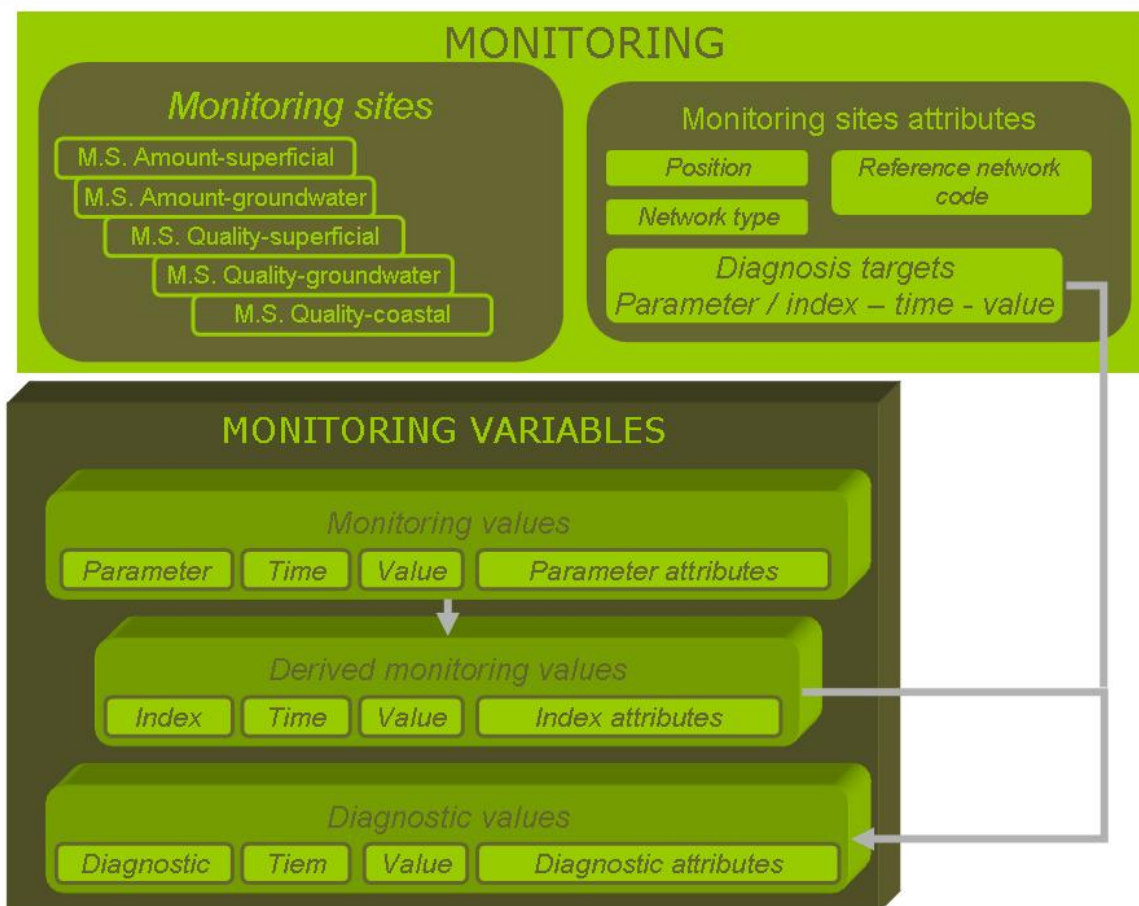 MONITORING
Monitoring sites
M.S. Amount-superficial
M.S. Amount-groundwater
M.S. Quality-superficial
M.S. Quality-groundwater
M.S. Quality-coastal
Monitoring sites attributes
Position
Reference network
code
Network type
Diagnosis targets
Parameter / index – time - value
MONITORING VARIABLES
Monitoring values
Parameter Time Value Parameter attributes
Derived monitoring values
Index Time Value Index attributes
Diagnostic values
Diagnostic Tiem Value Diagnostic attributes